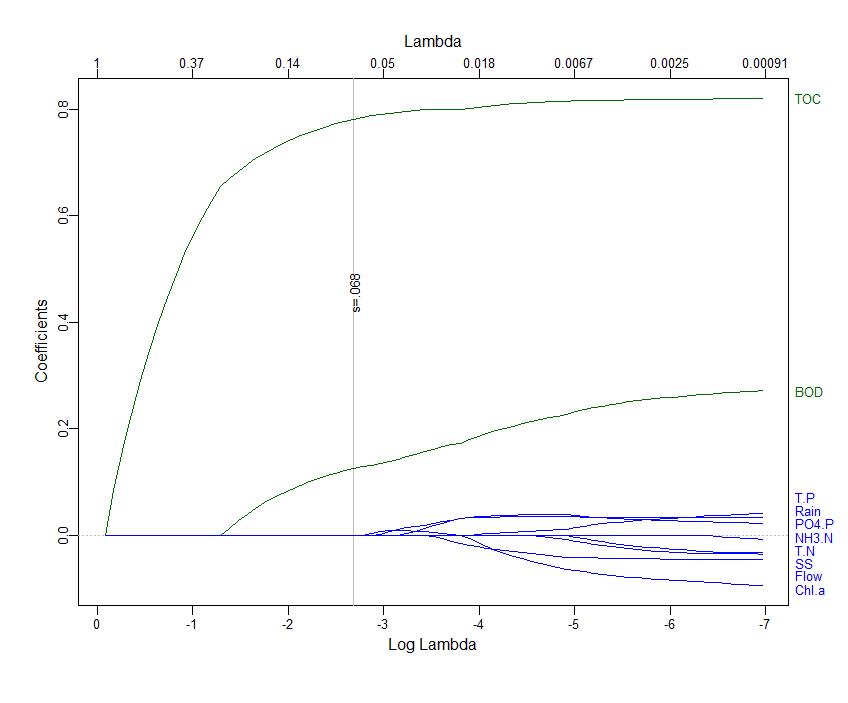 Lambda
1 0.37 0.14 0.05 0.018 0.0067 0.0025 0.00091
Coefficients
0.8
0.6
0.4
0.2
0.0
s=.068
TOC
BOD
T.P
Rain
PO4.P
NH3.N
T.N
SS
Flow
Chl.a
0 -1 -2 -3 -4 -5 -6 -7
Log Lambda